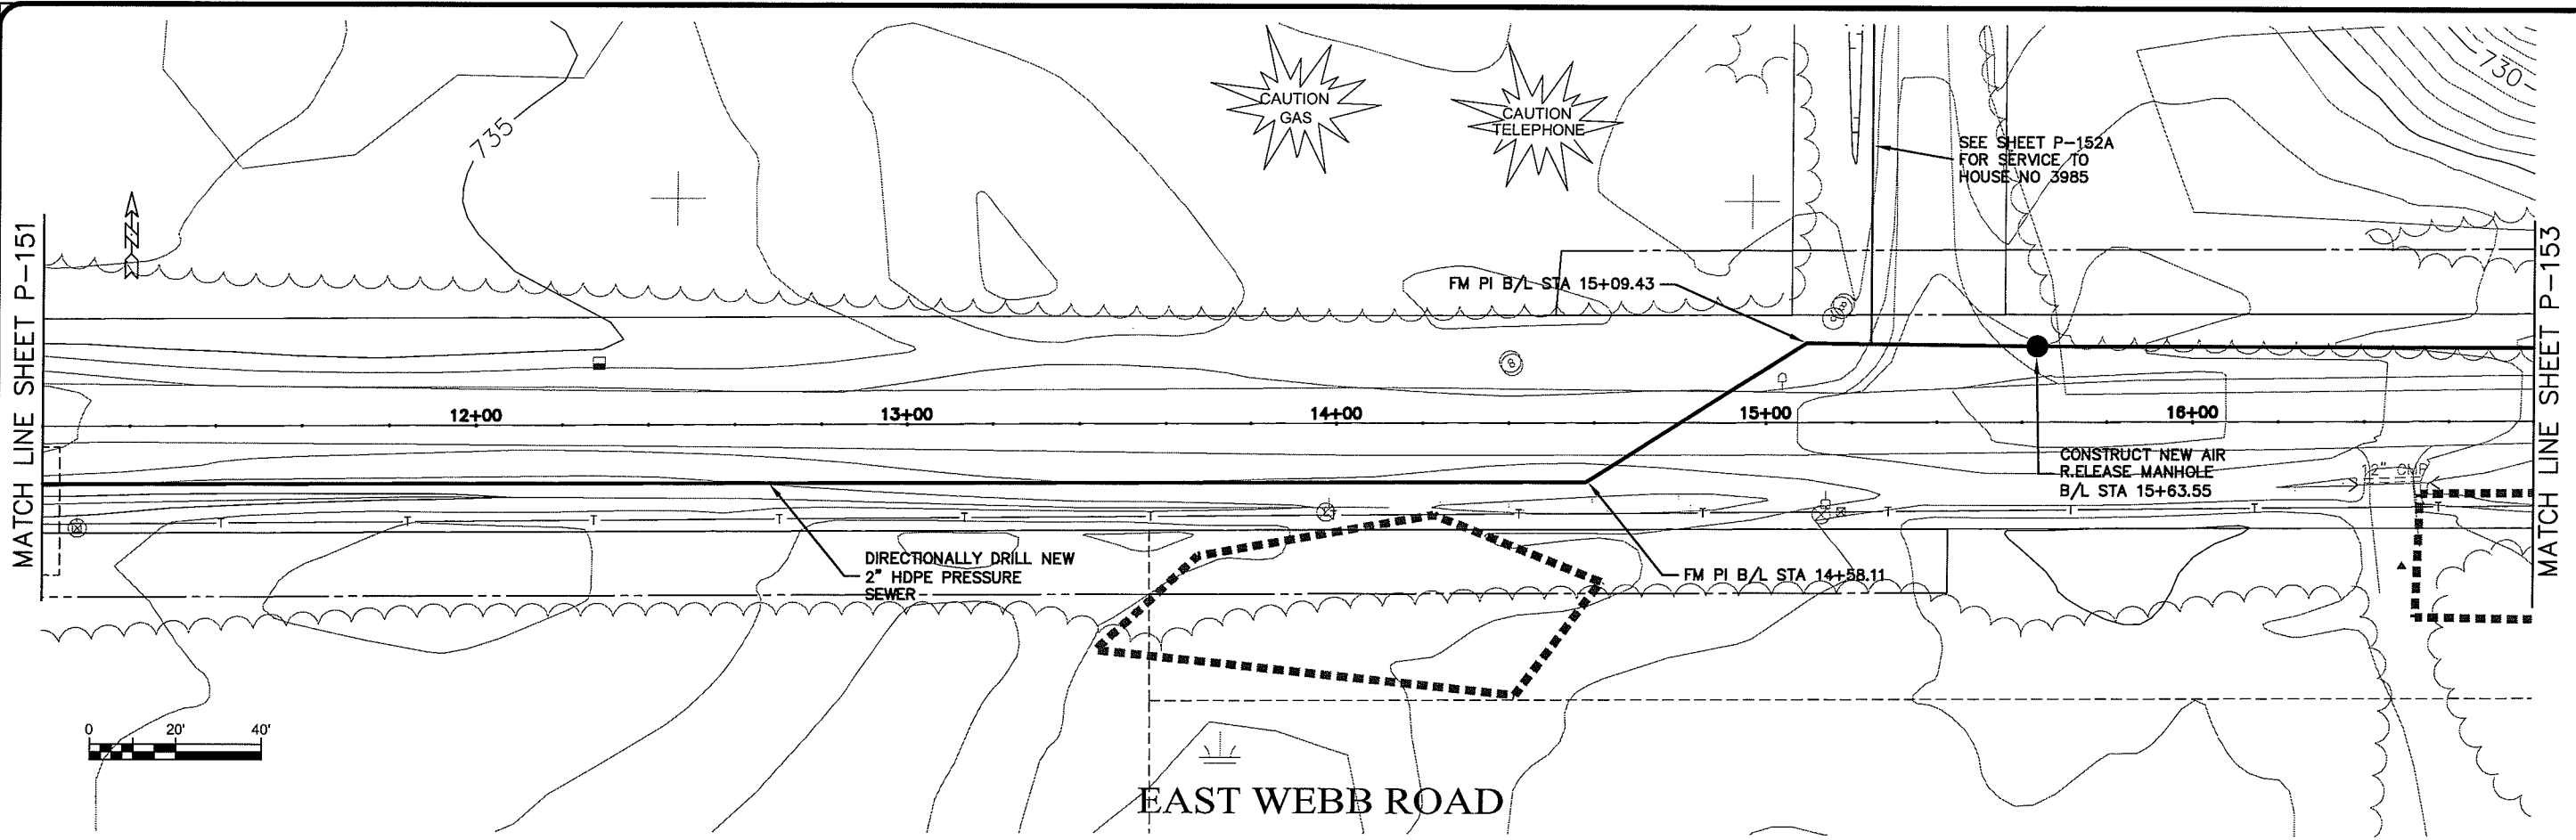 MATCH LINE SHEET P-151
735
CAUTION
GAS
CAUTION
TELEPHONE
SEE SHEET P-152A
FOR SERVICE TO
HOUSE NO 3985
730
MATCH LINE SHEET P-153
N
FM PI B/L STA 15+09.43
12+00
13+00
14+00
15+00
16+00
CONSTRUCT NEW AIR
RELEASE MANHOLE
B/L STA 15+63.55
12" CMP
T T T T T T T T T T T T T
DIRECTIONALLY DRILL NEW
2" HDPE PRESSURE
SEWER
FM PI B/L STA 14+58.11
0 20' 40'
EAST WEBB ROAD